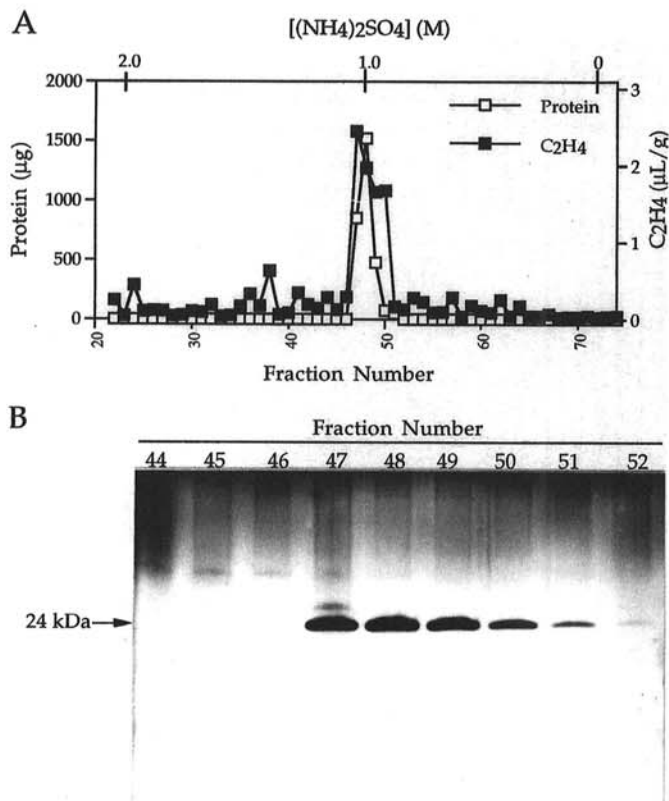 A
[(NH4)2SO4] (M)
2.0 1.0 0
2000 3
1500
2
1000
1
500
0 0
Protein (µg)
C2H4 (µL/g)
Protein
C2H4
20 30 40 50 60 70
Fraction Number
B
Fraction Number
44 45 46 47 48 49 50 51 52
24 kDa